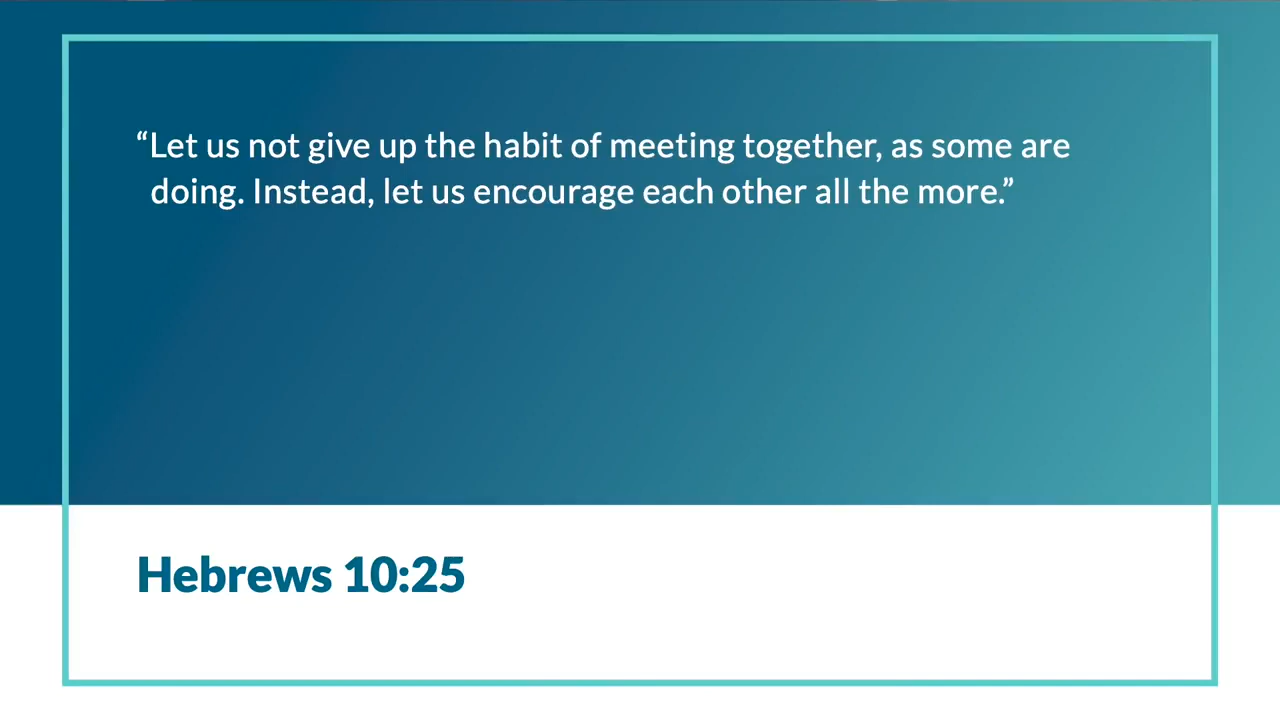 “Let us not give up the habit of meeting together, as some are
doing. Instead, let us encourage each other all the more.”
Hebrews 10:25